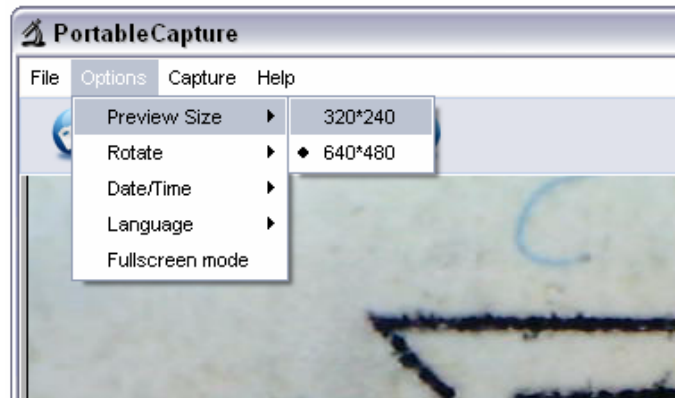 PortableCapture
File Options Capture Help
Preview Size 320*240
Rotate 640*480
Date/Time
Language
Fullscreen mode